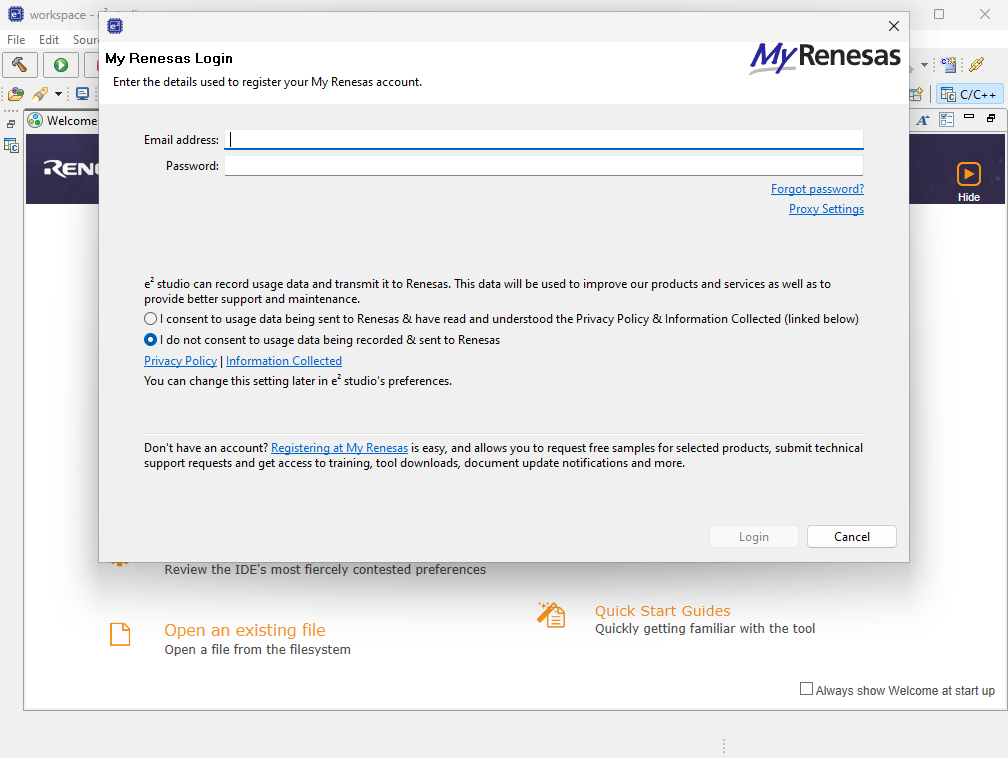 workspace - e² studio
File Edit Sour
My Renesas Login
Enter the details used to register your My Renesas account.
MyRenesas
C/C++
Welcome
RENE
Hide
Email address:
Password:
Forgot password?
Proxy Settings
e² studio can record usage data and transmit it to Renesas. This data will be used to improve our products and services as well as to
provide better support and maintenance.
I consent to usage data being sent to Renesas & have read and understood the Privacy Policy & Information Collected (linked below)
I do not consent to usage data being recorded & sent to Renesas
Privacy Policy | Information Collected
You can change this setting later in e² studio's preferences.
Don't have an account? Registering at My Renesas is easy, and allows you to request free samples for selected products, submit technical
support requests and get access to training, tool downloads, document update notifications and more.
Login Cancel
Review the IDE's most fiercely contested preferences
Quick Start Guides
Quickly getting familiar with the tool
Open an existing file
Open a file from the filesystem
Always show Welcome at start up